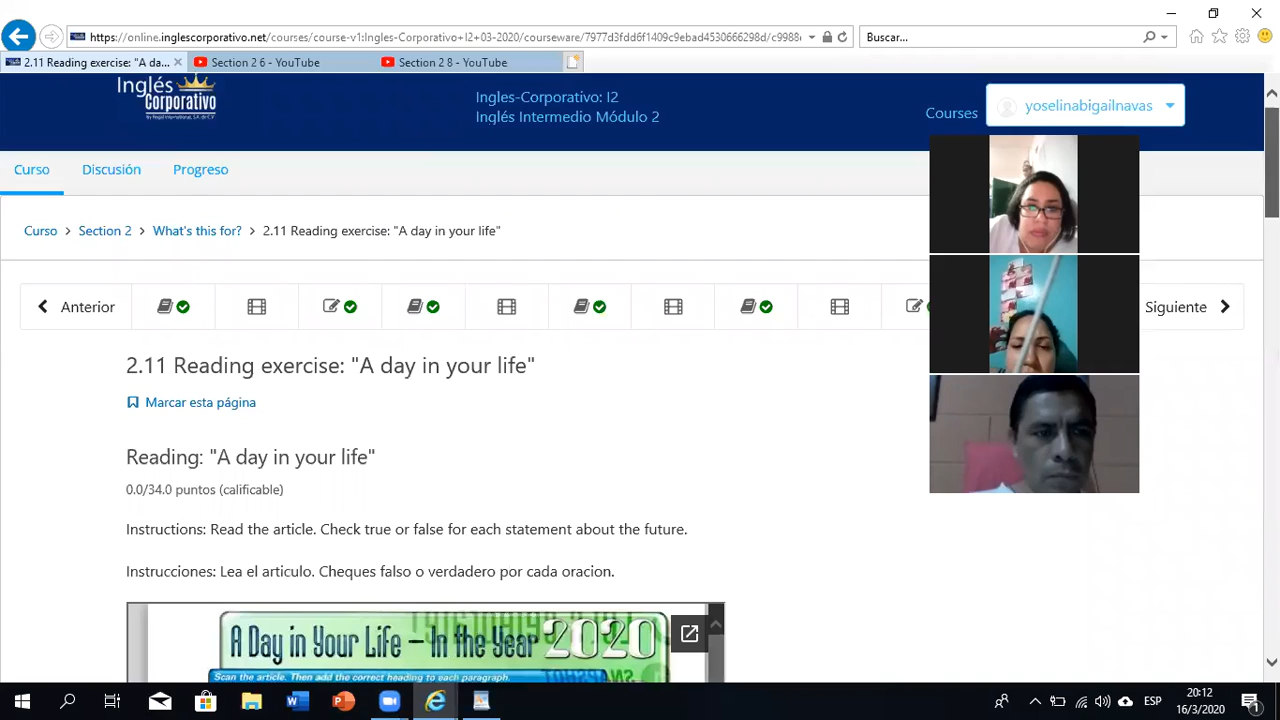 https://online.inglescorporativo.net/courses/course-v1:Ingles-Corporativo+I2+03-2020/courseware/7977d3fdd6f1409c9ebad4530666298d/c9988
Buscar...
2.11 Reading exercise: "A da...
Section 2 6 - YouTube
Section 2 8 - YouTube
Inglés
Corporativo
Ingles-Corporativo: I2
Inglés Intermedio Módulo 2
Courses
yoselinabigailnavas
Curso
Discusión
Progreso
Curso > Section 2 > What's this for? > 2.11 Reading exercise: "A day in your life"
Anterior
Siguiente
2.11 Reading exercise: "A day in your life"
Marcar esta página
Reading: "A day in your life"
0.0/34.0 puntos (calificable)
Instructions: Read the article. Check true or false for each statement about the future.
Instrucciones: Lea el articulo. Cheques falso o verdadero por cada oracion.
A Day in Your Life – In the Year 2020
Scan the article. Then add the correct heading to each paragraph.
ESP
20:12
16/3/2020
1